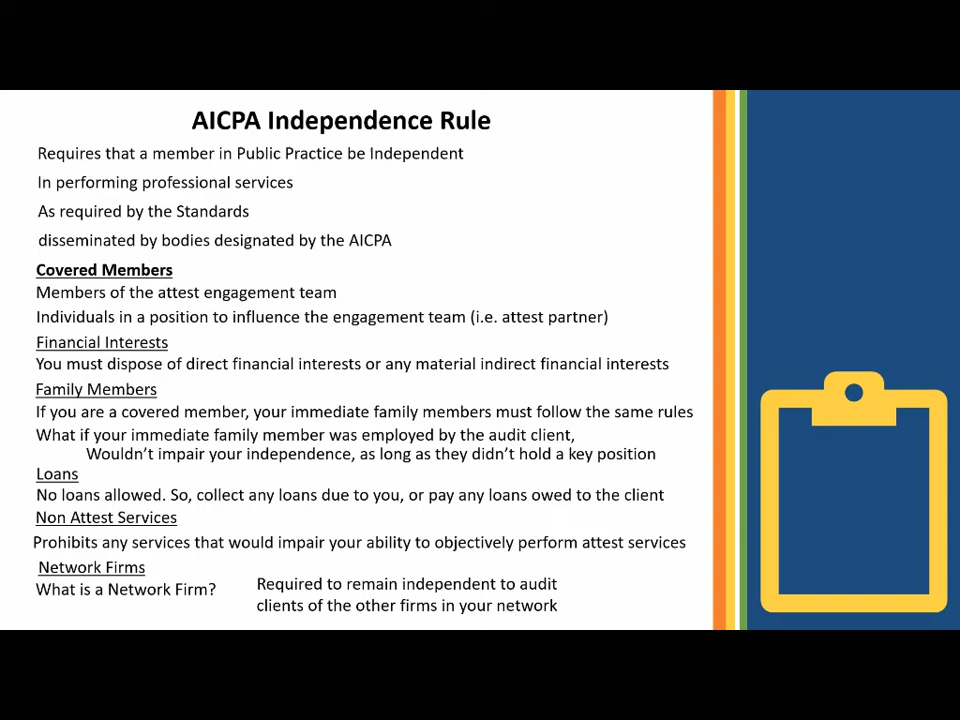 AICPA Independence Rule
Requires that a member in Public Practice be Independent
In performing professional services
As required by the Standards
disseminated by bodies designated by the AICPA
Covered Members
Members of the attest engagement team
Individuals in a position to influence the engagement team (i.e. attest partner)
Financial Interests
You must dispose of direct financial interests or any material indirect financial interests
Family Members
If you are a covered member, your immediate family members must follow the same rules
What if your immediate family member was employed by the audit client,
Wouldn't impair your independence, as long as they didn't hold a key position
Loans
No loans allowed. So, collect any loans due to you, or pay any loans owed to the client
Non Attest Services
Prohibits any services that would impair your ability to objectively perform attest services
Network Firms
What is a Network Firm?
Required to remain independent to audit
clients of the other firms in your network